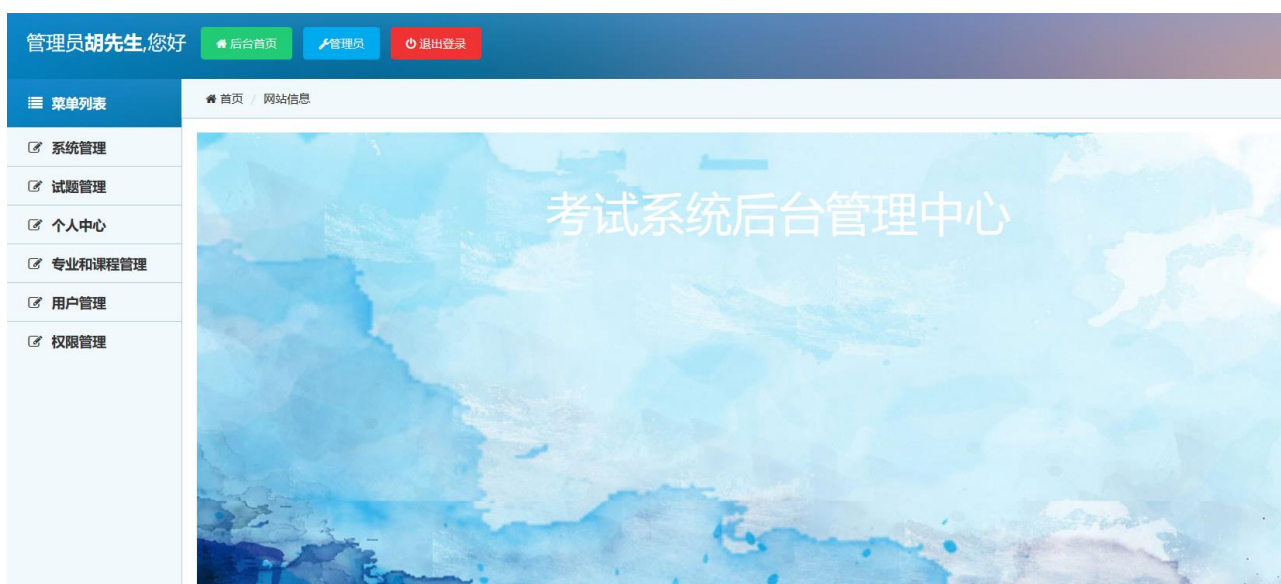 管理员胡先生,您好 后台首页 管理员 退出登录
菜单列表
首页 / 网站信息
系统管理
试题管理
个人中心
专业和课程管理
用户管理
权限管理
考试系统后台管理中心